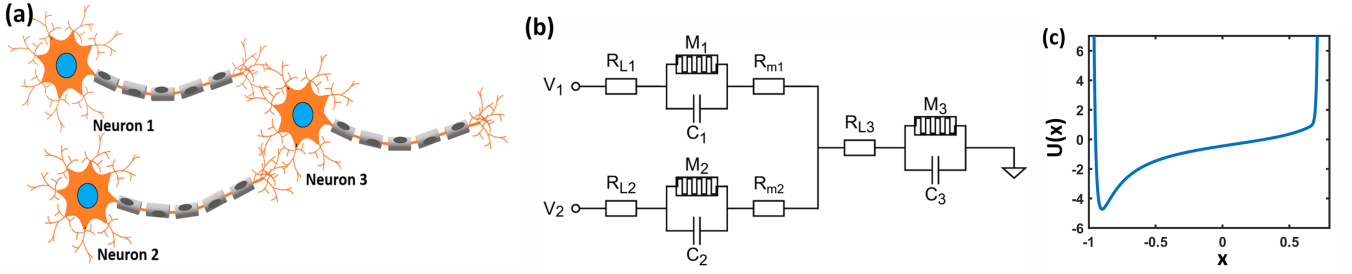 (a)
Neuron 1
Neuron 2
Neuron 3
(b)
V1
RL1
M1
C1
Rm1
V2
RL2
M2
C2
Rm2
RL3
M3
C3
(c)
U(x)
6
4
2
0
-2
-4
-6
-1
-0.5
0
0.5
x